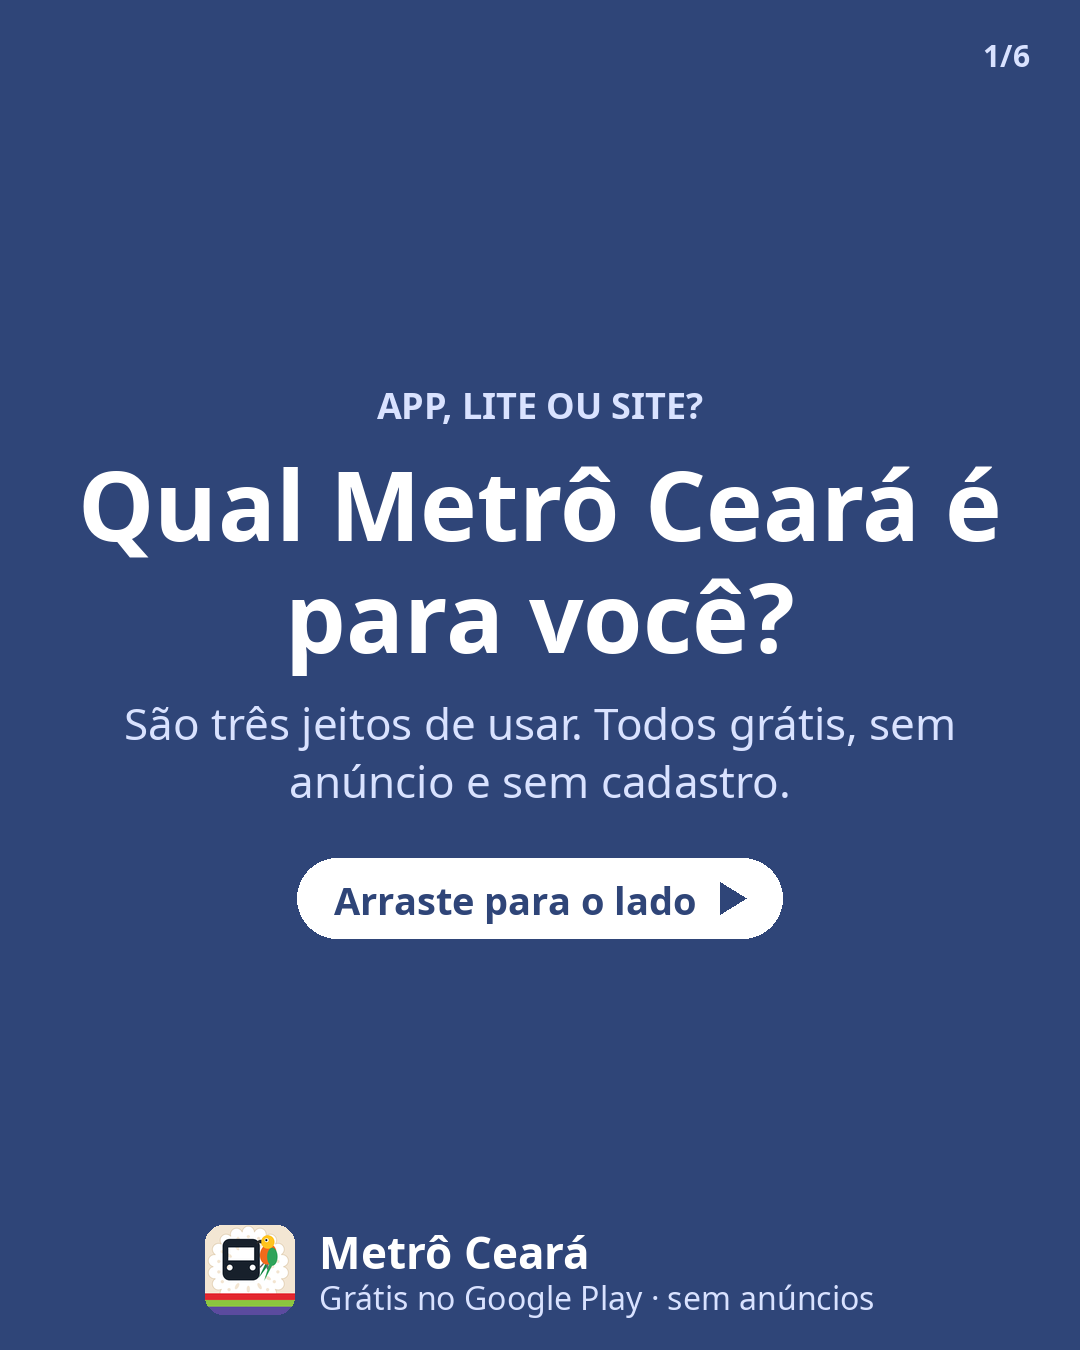 1/6
APP, LITE OU SITE?
Qual Metrô Ceará é
para você?
São três jeitos de usar. Todos grátis, sem
anúncio e sem cadastro.
Arraste para o lado
Metrô Ceará
Grátis no Google Play · sem anúncios